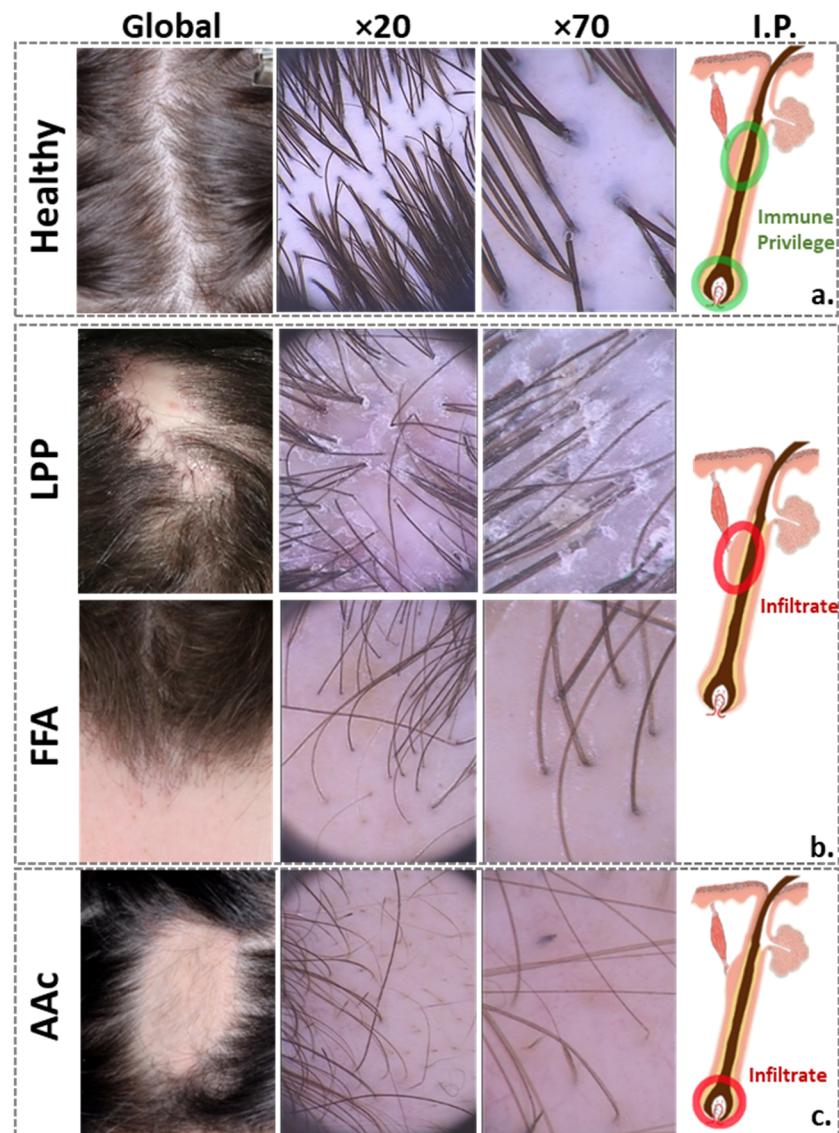 Global ×20 ×70 I.P.
Healthy
Immune
Privilege
a.
LPP
Infiltrate
FFA
b.
AAc
Infiltrate
c.